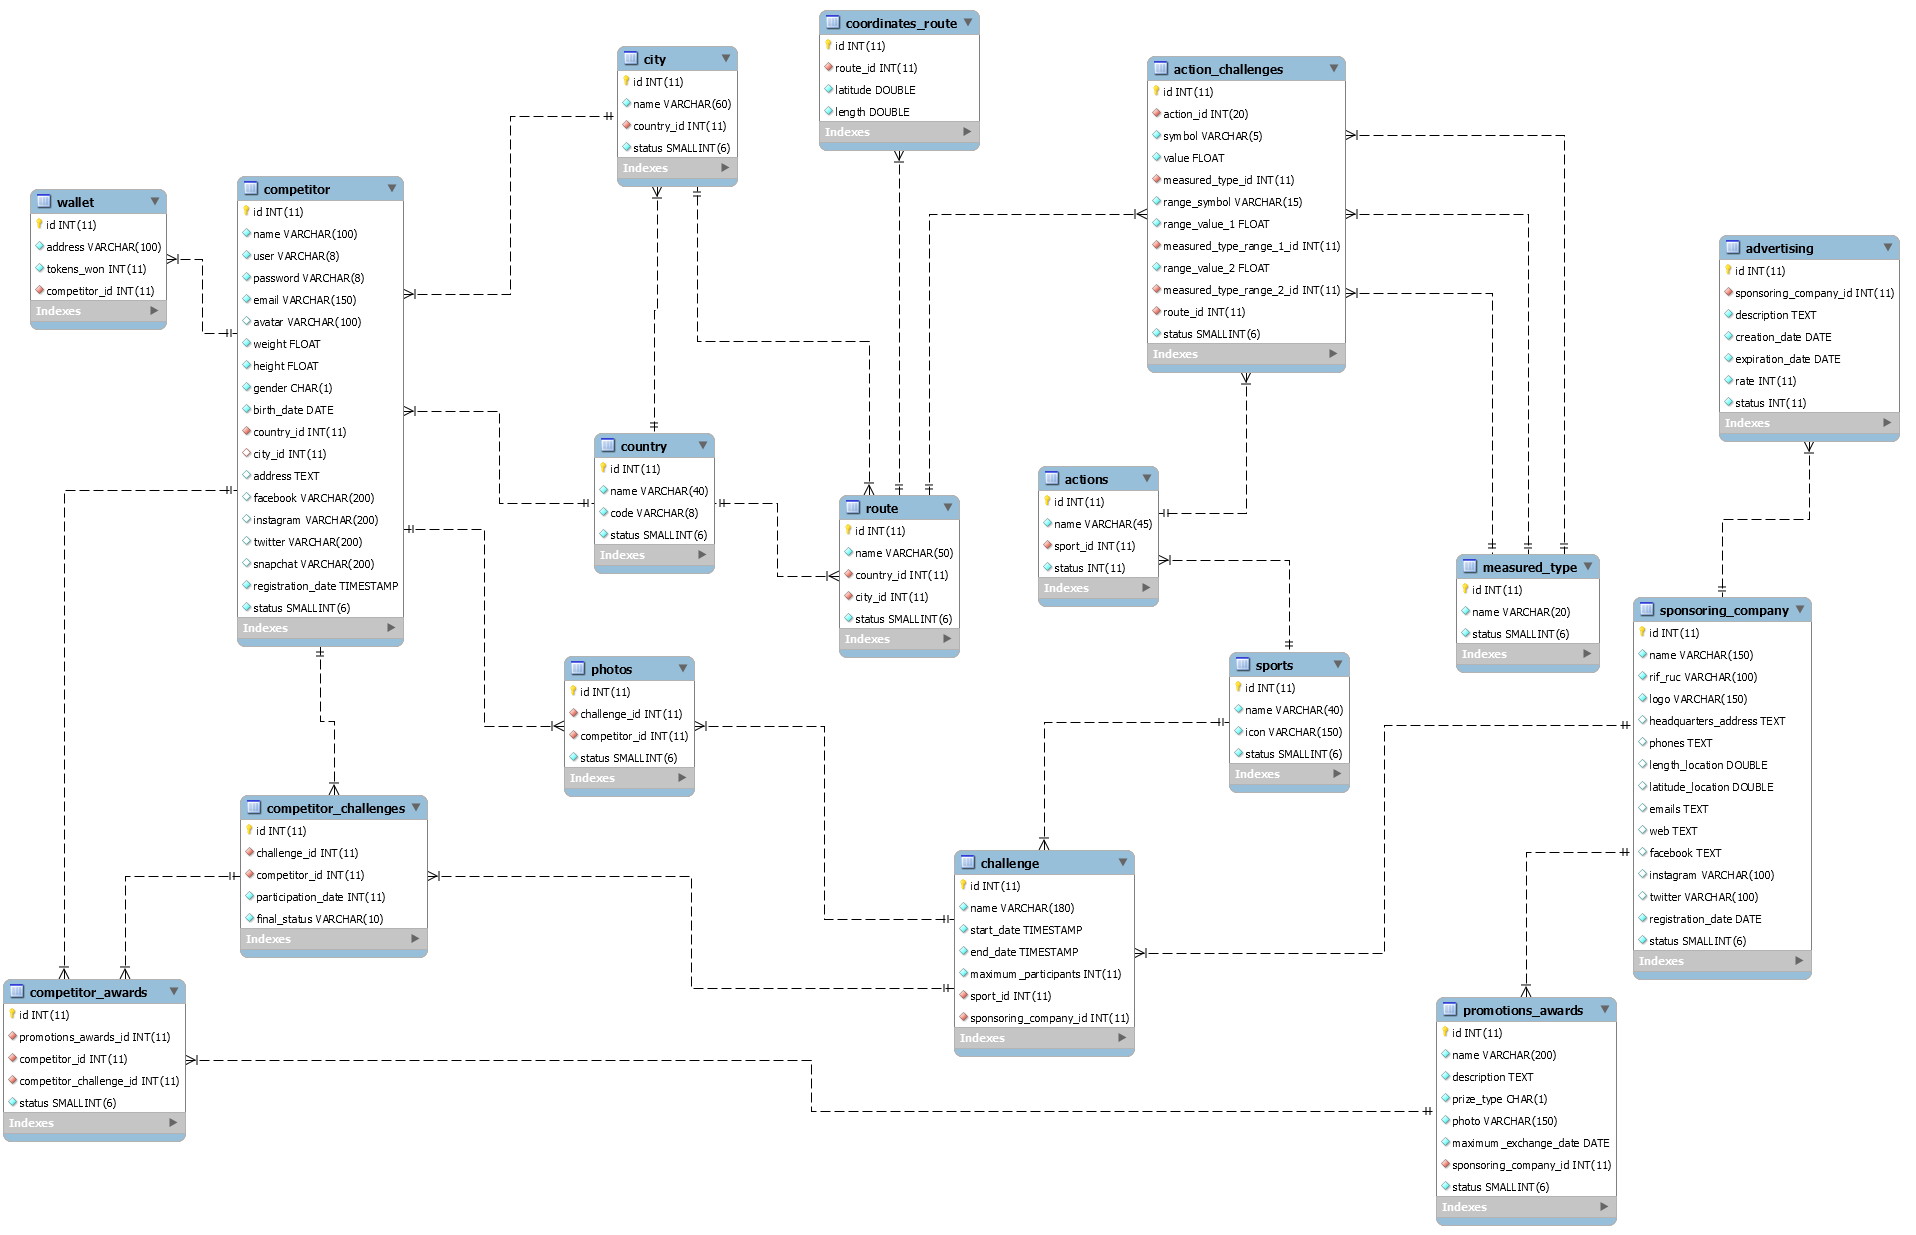 coordinates_route
id INT(11)
route_id INT(11)
latitude DOUBLE
length DOUBLE
Indexes
city
id INT(11)
name VARCHAR(60)
country_id INT(11)
status SMALLINT(6)
Indexes
action_challenges
id INT(11)
action_id INT(20)
symbol VARCHAR(5)
value FLOAT
measured_type_id INT(11)
range_symbol VARCHAR(15)
range_value_1 FLOAT
measured_type_range_1_id INT(11)
range_value_2 FLOAT
measured_type_range_2_id INT(11)
route_id INT(11)
status SMALLINT(6)
Indexes
wallet
id INT(11)
address VARCHAR(100)
tokens_won INT(11)
competitor_id INT(11)
Indexes
competitor
id INT(11)
name VARCHAR(100)
user VARCHAR(8)
password VARCHAR(8)
email VARCHAR(150)
avatar VARCHAR(100)
weight FLOAT
height FLOAT
gender CHAR(1)
birth_date DATE
country_id INT(11)
city_id INT(11)
address TEXT
facebook VARCHAR(200)
instagram VARCHAR(200)
twitter VARCHAR(200)
snapchat VARCHAR(200)
registration_date TIMESTAMP
status SMALLINT(6)
Indexes
advertising
id INT(11)
sponsoring_company_id INT(11)
description TEXT
creation_date DATE
expiration_date DATE
rate INT(11)
status INT(11)
Indexes
country
id INT(11)
name VARCHAR(40)
code VARCHAR(8)
status SMALLINT(6)
Indexes
route
id INT(11)
name VARCHAR(50)
country_id INT(11)
city_id INT(11)
status SMALLINT(6)
Indexes
actions
id INT(11)
name VARCHAR(45)
sport_id INT(11)
status INT(11)
Indexes
measured_type
id INT(11)
name VARCHAR(20)
status SMALLINT(6)
Indexes
sponsoring_company
id INT(11)
name VARCHAR(150)
rif_ruc VARCHAR(100)
logo VARCHAR(150)
headquarters_address TEXT
phones TEXT
length_location DOUBLE
latitude_location DOUBLE
emails TEXT
web TEXT
facebook TEXT
instagram VARCHAR(100)
twitter VARCHAR(100)
registration_date DATE
status SMALLINT(6)
Indexes
photos
id INT(11)
challenge_id INT(11)
competitor_id INT(11)
status SMALLINT(6)
Indexes
sports
id INT(11)
name VARCHAR(40)
icon VARCHAR(150)
status SMALLINT(6)
Indexes
competitor_challenges
id INT(11)
challenge_id INT(11)
competitor_id INT(11)
participation_date INT(11)
final_status VARCHAR(10)
Indexes
challenge
id INT(11)
name VARCHAR(180)
start_date TIMESTAMP
end_date TIMESTAMP
maximum_participants INT(11)
sport_id INT(11)
sponsoring_company_id INT(11)
Indexes
competitor_awards
id INT(11)
promotions_awards_id INT(11)
competitor_id INT(11)
competitor_challenge_id INT(11)
status SMALLINT(6)
Indexes
promotions_awards
id INT(11)
name VARCHAR(200)
description TEXT
prize_type CHAR(1)
photo VARCHAR(150)
maximum_exchange_date DATE
sponsoring_company_id INT(11)
status SMALLINT(6)
Indexes